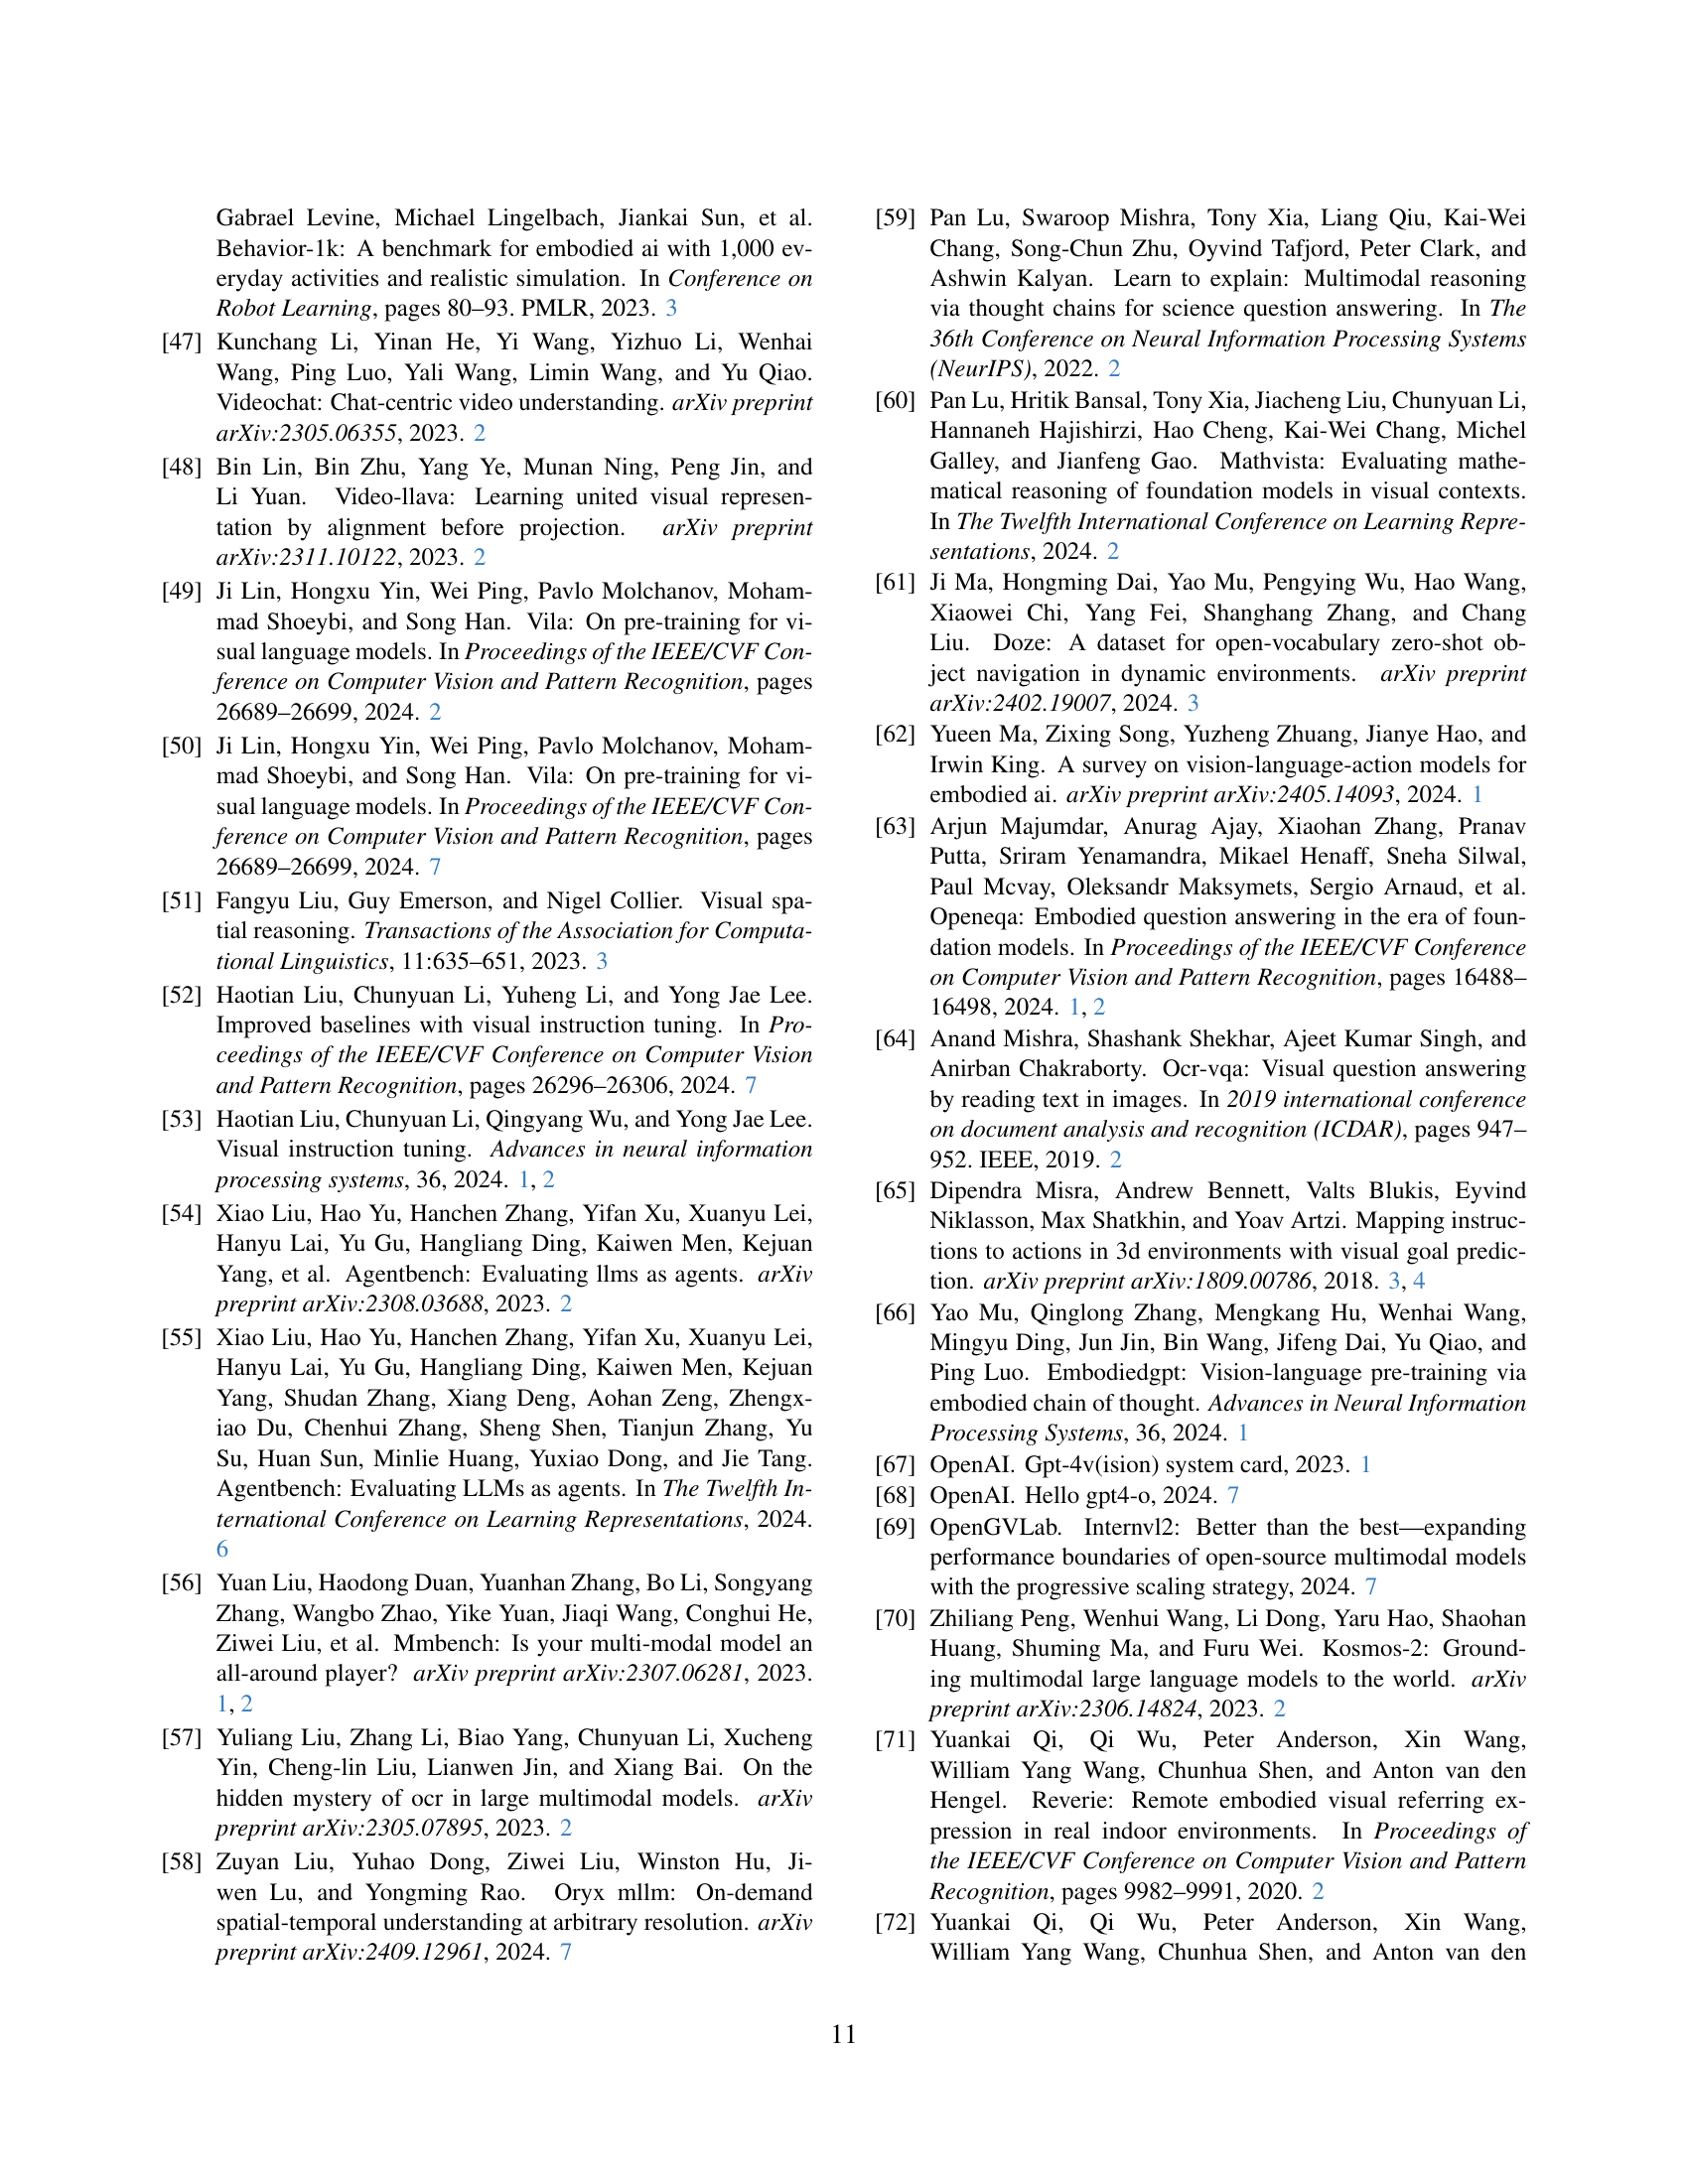 Gabrael Levine, Michael Lingelbach, Jiankai Sun, et al.
Behavior-1k: A benchmark for embodied ai with 1,000 ev-
eryday activities and realistic simulation. In Conference on
Robot Learning, pages 80–93. PMLR, 2023. 3
[47] Kunchang Li, Yinan He, Yi Wang, Yizhuo Li, Wenhai
Wang, Ping Luo, Yali Wang, Limin Wang, and Yu Qiao.
Videochat: Chat-centric video understanding. arXiv preprint
arXiv:2305.06355, 2023. 2
[48] Bin Lin, Bin Zhu, Yang Ye, Munan Ning, Peng Jin, and
Li Yuan. Video-llava: Learning united visual represen-
tation by alignment before projection. arXiv preprint
arXiv:2311.10122, 2023. 2
[49] Ji Lin, Hongxu Yin, Wei Ping, Pavlo Molchanov, Moham-
mad Shoeybi, and Song Han. Vila: On pre-training for vi-
sual language models. In Proceedings of the IEEE/CVF Con-
ference on Computer Vision and Pattern Recognition, pages
26689–26699, 2024. 2
[50] Ji Lin, Hongxu Yin, Wei Ping, Pavlo Molchanov, Moham-
mad Shoeybi, and Song Han. Vila: On pre-training for vi-
sual language models. In Proceedings of the IEEE/CVF Con-
ference on Computer Vision and Pattern Recognition, pages
26689–26699, 2024. 7
[51] Fangyu Liu, Guy Emerson, and Nigel Collier. Visual spa-
tial reasoning. Transactions of the Association for Computa-
tional Linguistics, 11:635–651, 2023. 3
[52] Haotian Liu, Chunyuan Li, Yuheng Li, and Yong Jae Lee.
Improved baselines with visual instruction tuning. In Pro-
ceedings of the IEEE/CVF Conference on Computer Vision
and Pattern Recognition, pages 26296–26306, 2024. 7
[53] Haotian Liu, Chunyuan Li, Qingyang Wu, and Yong Jae Lee.
Visual instruction tuning. Advances in neural information
processing systems, 36, 2024. 1, 2
[54] Xiao Liu, Hao Yu, Hanchen Zhang, Yifan Xu, Xuanyu Lei,
Hanyu Lai, Yu Gu, Hangliang Ding, Kaiwen Men, Kejuan
Yang, et al. Agentbench: Evaluating llms as agents. arXiv
preprint arXiv:2308.03688, 2023. 2
[55] Xiao Liu, Hao Yu, Hanchen Zhang, Yifan Xu, Xuanyu Lei,
Hanyu Lai, Yu Gu, Hangliang Ding, Kaiwen Men, Kejuan
Yang, Shudan Zhang, Xiang Deng, Aohan Zeng, Zhengx-
iao Du, Chenhui Zhang, Sheng Shen, Tianjun Zhang, Yu
Su, Huan Sun, Minlie Huang, Yuxiao Dong, and Jie Tang.
Agentbench: Evaluating LLMs as agents. In The Twelfth In-
ternational Conference on Learning Representations, 2024.
6
[56] Yuan Liu, Haodong Duan, Yuanhan Zhang, Bo Li, Songyang
Zhang, Wangbo Zhao, Yike Yuan, Jiaqi Wang, Conghui He,
Ziwei Liu, et al. Mmbench: Is your multi-modal model an
all-around player? arXiv preprint arXiv:2307.06281, 2023.
1, 2
[57] Yuliang Liu, Zhang Li, Biao Yang, Chunyuan Li, Xucheng
Yin, Cheng-lin Liu, Lianwen Jin, and Xiang Bai. On the
hidden mystery of ocr in large multimodal models. arXiv
preprint arXiv:2305.07895, 2023. 2
[58] Zuyan Liu, Yuhao Dong, Ziwei Liu, Winston Hu, Ji-
wen Lu, and Yongming Rao. Oryx mllm: On-demand
spatial-temporal understanding at arbitrary resolution. arXiv
preprint arXiv:2409.12961, 2024. 7
[59] Pan Lu, Swaroop Mishra, Tony Xia, Liang Qiu, Kai-Wei
Chang, Song-Chun Zhu, Oyvind Tafjord, Peter Clark, and
Ashwin Kalyan. Learn to explain: Multimodal reasoning
via thought chains for science question answering. In The
36th Conference on Neural Information Processing Systems
(NeurIPS), 2022. 2
[60] Pan Lu, Hritik Bansal, Tony Xia, Jiacheng Liu, Chunyuan Li,
Hannaneh Hajishirzi, Hao Cheng, Kai-Wei Chang, Michel
Galley, and Jianfeng Gao. Mathvista: Evaluating mathe-
matical reasoning of foundation models in visual contexts.
In The Twelfth International Conference on Learning Repre-
sentations, 2024. 2
[61] Ji Ma, Hongming Dai, Yao Mu, Pengying Wu, Hao Wang,
Xiaowei Chi, Yang Fei, Shanghang Zhang, and Chang
Liu. Doze: A dataset for open-vocabulary zero-shot ob-
ject navigation in dynamic environments. arXiv preprint
arXiv:2402.19007, 2024. 3
[62] Yueen Ma, Zixing Song, Yuzheng Zhuang, Jianye Hao, and
Irwin King. A survey on vision-language-action models for
embodied ai. arXiv preprint arXiv:2405.14093, 2024. 1
[63] Arjun Majumdar, Anurag Ajay, Xiaohan Zhang, Pranav
Putta, Sriram Yenamandra, Mikael Henaff, Sneha Silwal,
Paul Mcvay, Oleksandr Maksymets, Sergio Arnaud, et al.
Openeqa: Embodied question answering in the era of foun-
dation models. In Proceedings of the IEEE/CVF Conference
on Computer Vision and Pattern Recognition, pages 16488–
16498, 2024. 1, 2
[64] Anand Mishra, Shashank Shekhar, Ajeet Kumar Singh, and
Anirban Chakraborty. Ocr-vqa: Visual question answering
by reading text in images. In 2019 international conference
on document analysis and recognition (ICDAR), pages 947–
952. IEEE, 2019. 2
[65] Dipendra Misra, Andrew Bennett, Valts Blukis, Eyvind
Niklasson, Max Shatkhin, and Yoav Artzi. Mapping instruc-
tions to actions in 3d environments with visual goal predic-
tion. arXiv preprint arXiv:1809.00786, 2018. 3, 4
[66] Yao Mu, Qinglong Zhang, Mengkang Hu, Wenhai Wang,
Mingyu Ding, Jun Jin, Bin Wang, Jifeng Dai, Yu Qiao, and
Ping Luo. Embodiedgpt: Vision-language pre-training via
embodied chain of thought. Advances in Neural Information
Processing Systems, 36, 2024. 1
[67] OpenAI. Gpt-4v(ision) system card, 2023. 1
[68] OpenAI. Hello gpt4-o, 2024. 7
[69] OpenGVLab. Internvl2: Better than the best—expanding
performance boundaries of open-source multimodal models
with the progressive scaling strategy, 2024. 7
[70] Zhiliang Peng, Wenhui Wang, Li Dong, Yaru Hao, Shaohan
Huang, Shuming Ma, and Furu Wei. Kosmos-2: Ground-
ing multimodal large language models to the world. arXiv
preprint arXiv:2306.14824, 2023. 2
[71] Yuankai Qi, Qi Wu, Peter Anderson, Xin Wang,
William Yang Wang, Chunhua Shen, and Anton van den
Hengel. Reverie: Remote embodied visual referring ex-
pression in real indoor environments. In Proceedings of
the IEEE/CVF Conference on Computer Vision and Pattern
Recognition, pages 9982–9991, 2020. 2
[72] Yuankai Qi, Qi Wu, Peter Anderson, Xin Wang,
William Yang Wang, Chunhua Shen, and Anton van den
11